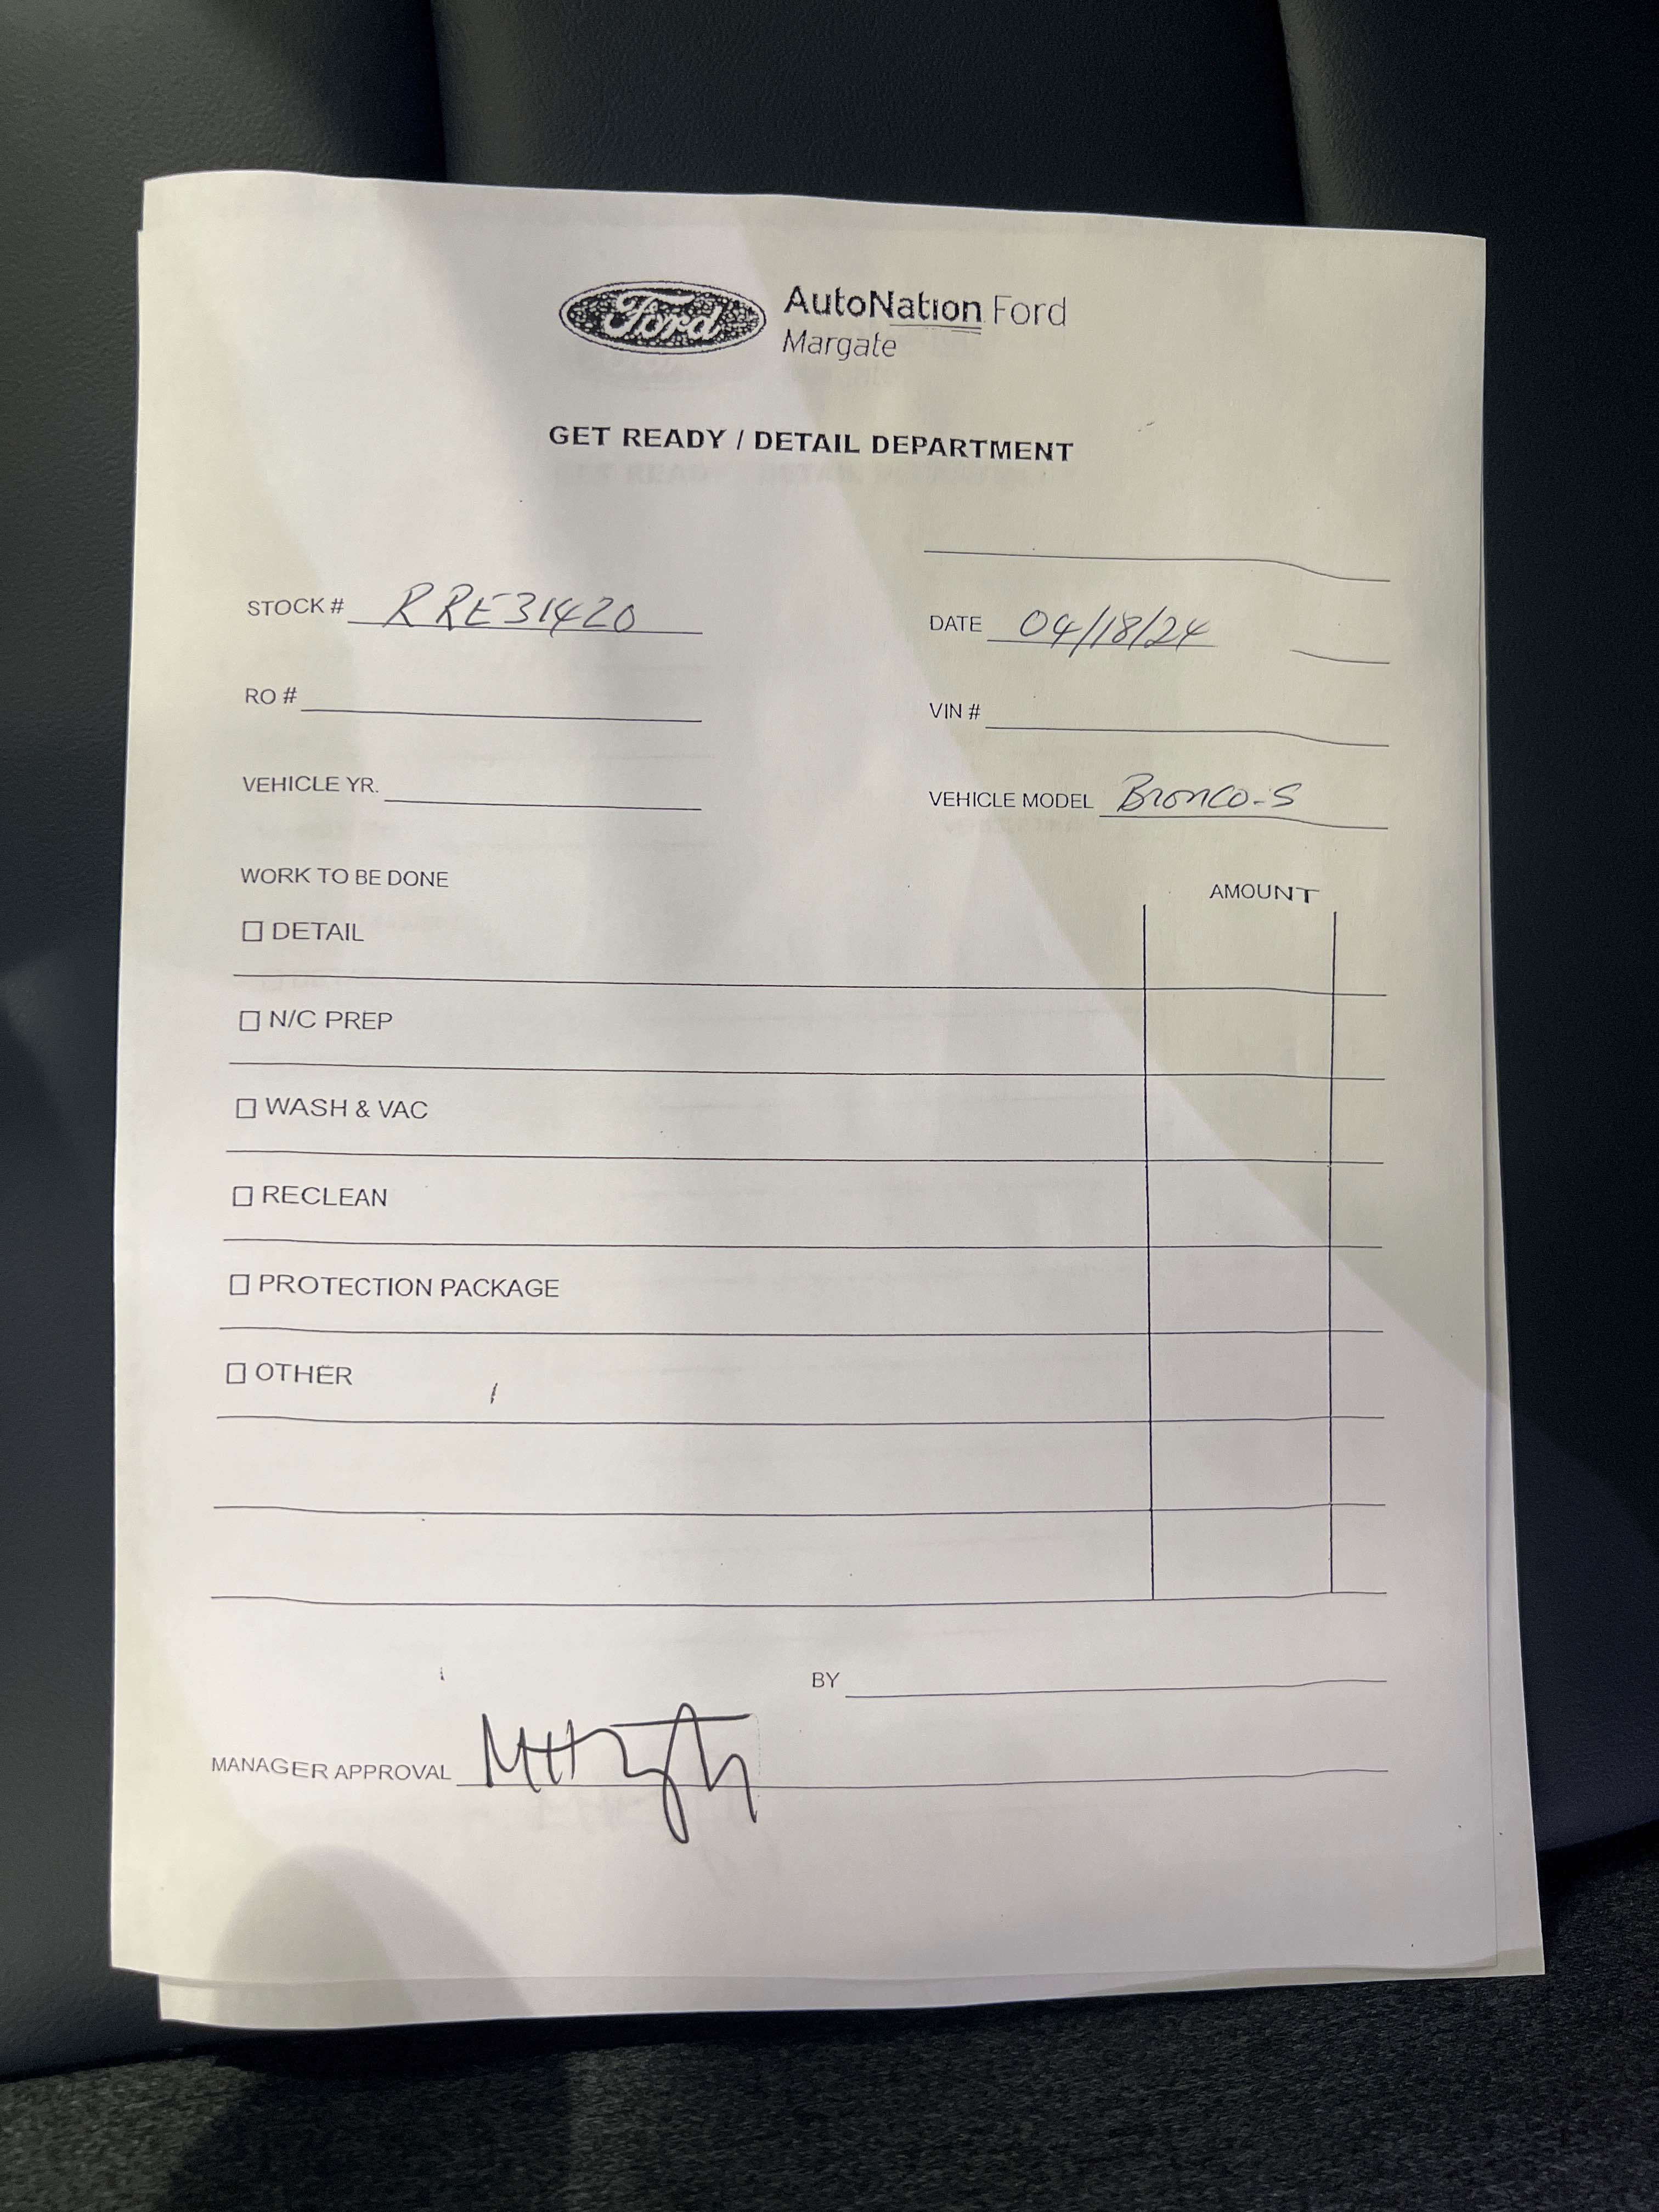 Ford AutoNation Ford
Margate
GET READY / DETAIL DEPARTMENT
STOCK # RRE31420
DATE 04/18/24
RO #
VIN #
VEHICLE YR.
VEHICLE MODEL Bronco-S
WORK TO BE DONE
AMOUNT
DETAIL
N/C PREP
WASH & VAC
RECLEAN
PROTECTION PACKAGE
OTHER
BY
MANAGER APPROVAL